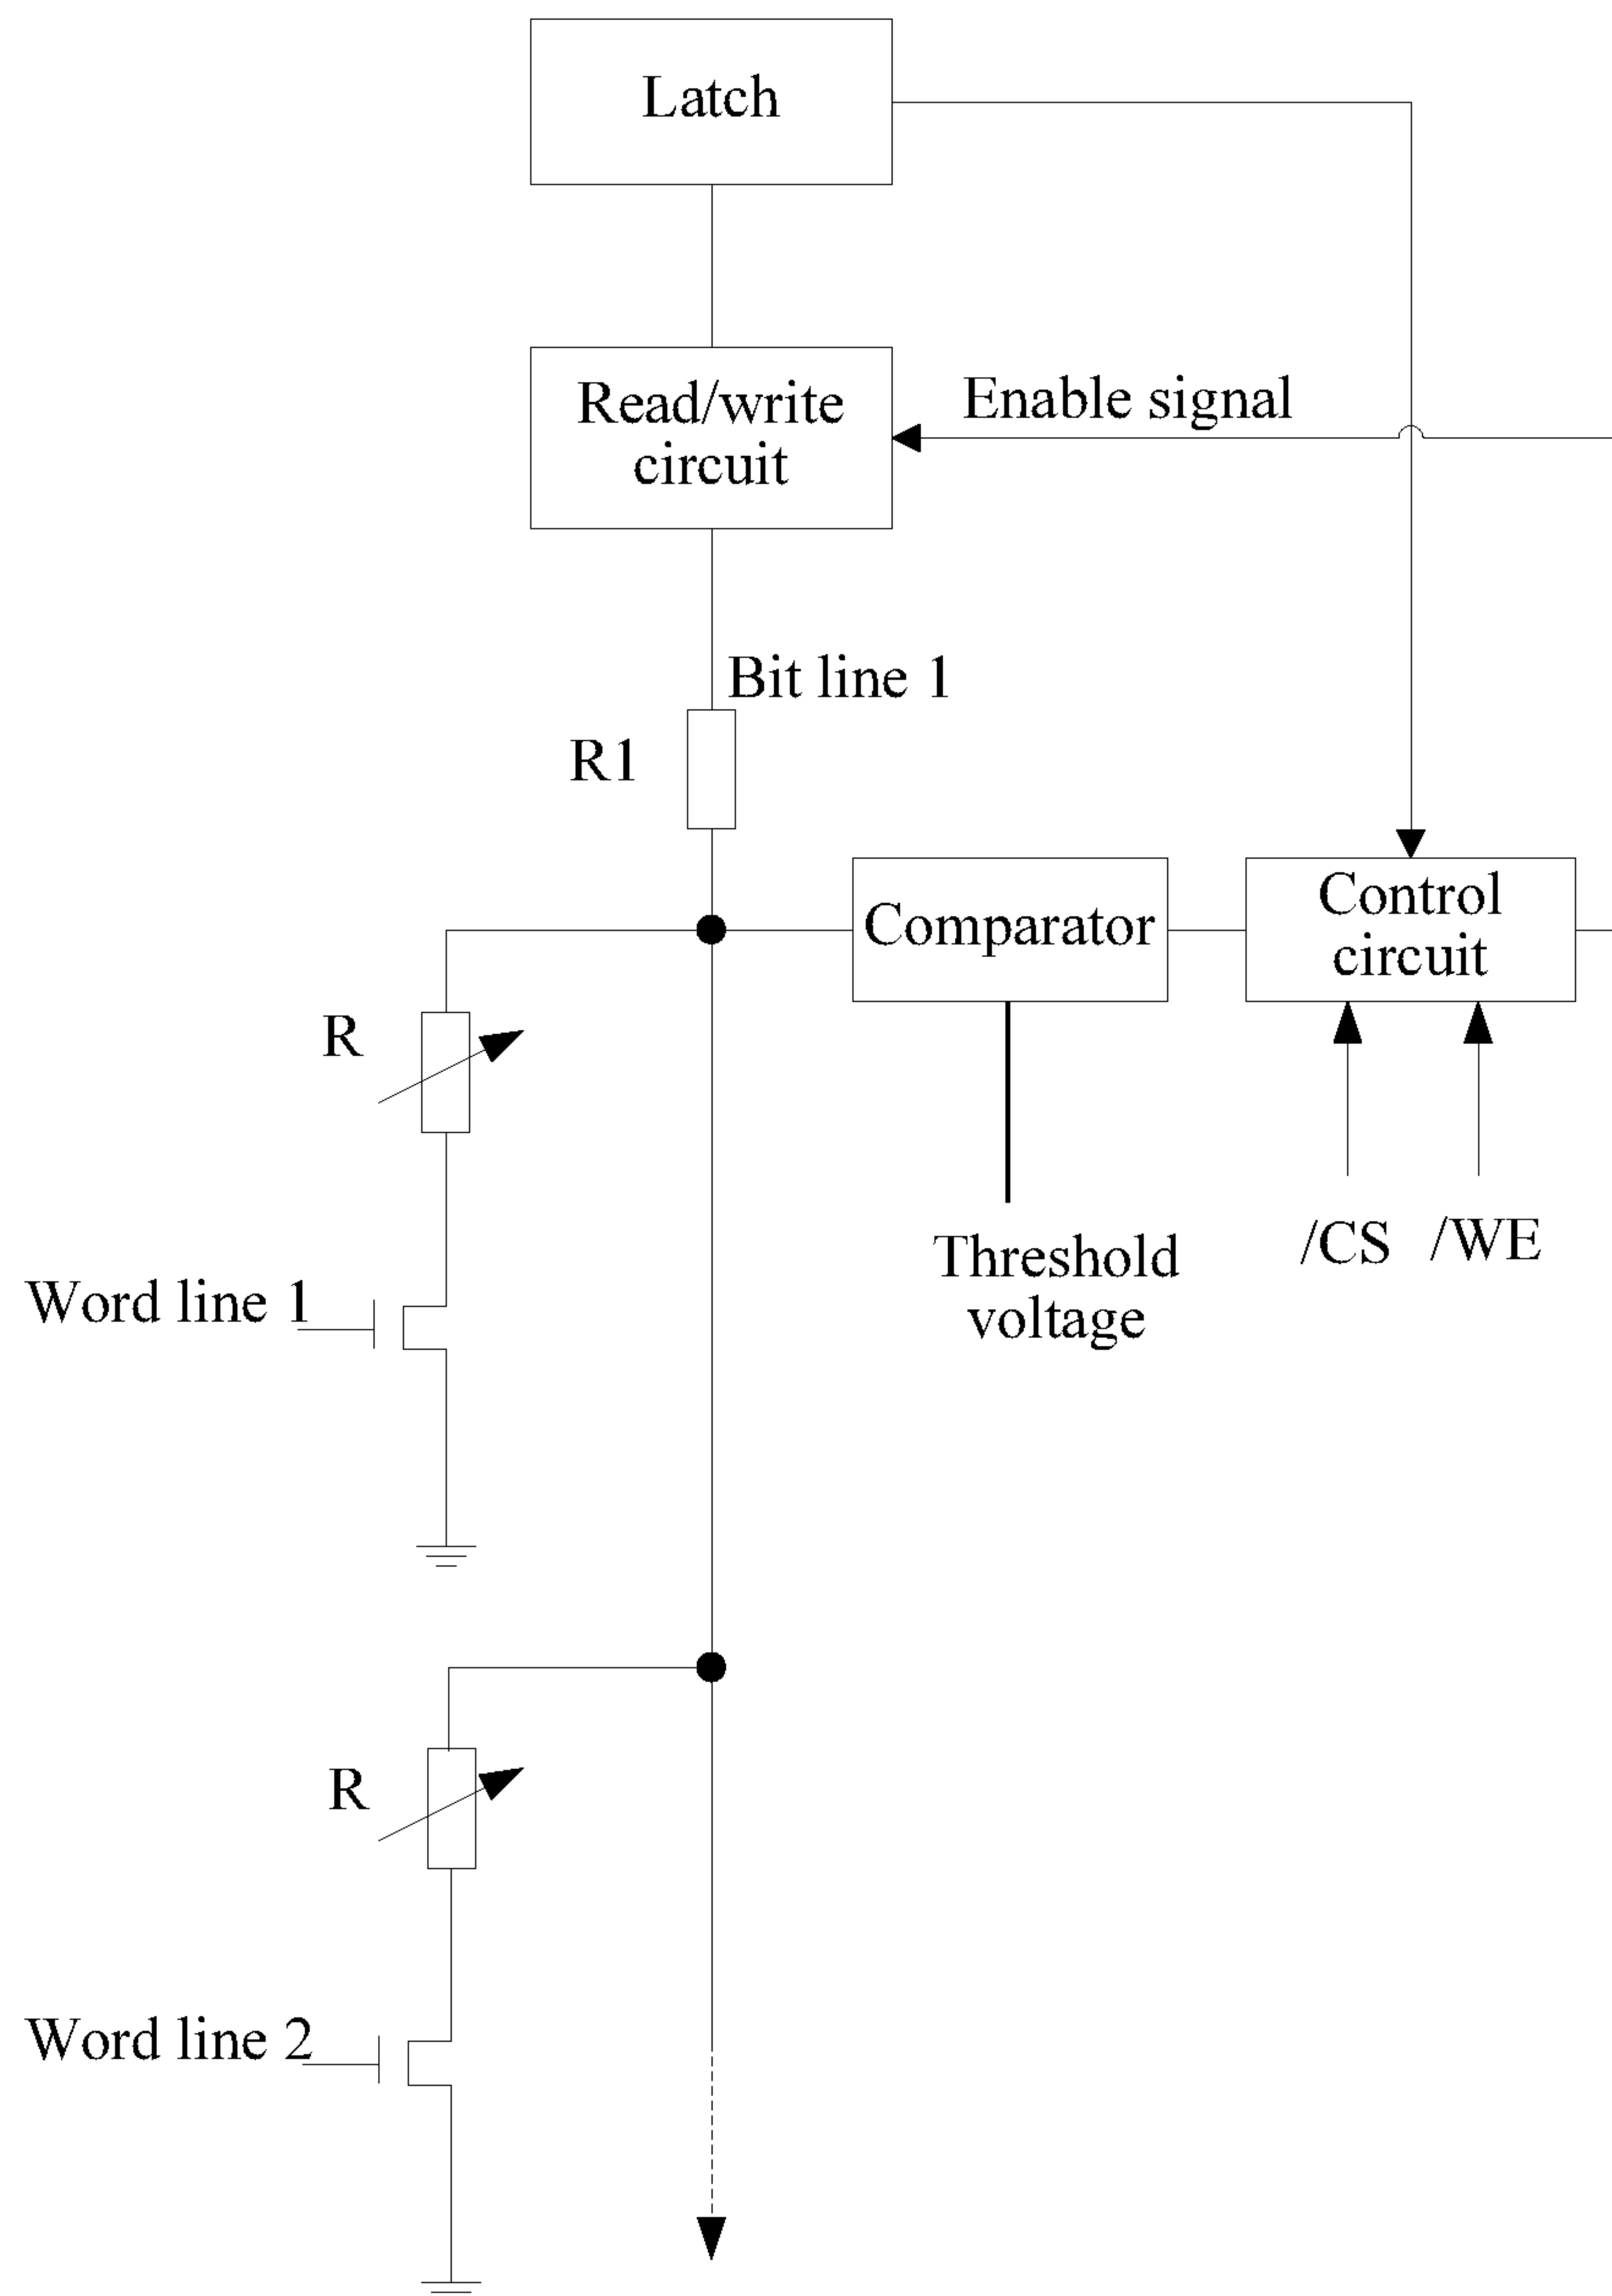 Latch
Read/write
circuit
Enable signal
Bit line 1
R1
Comparator
Control
circuit
R
Threshold
voltage
/CS
/WE
Word line 1
R
Word line 2